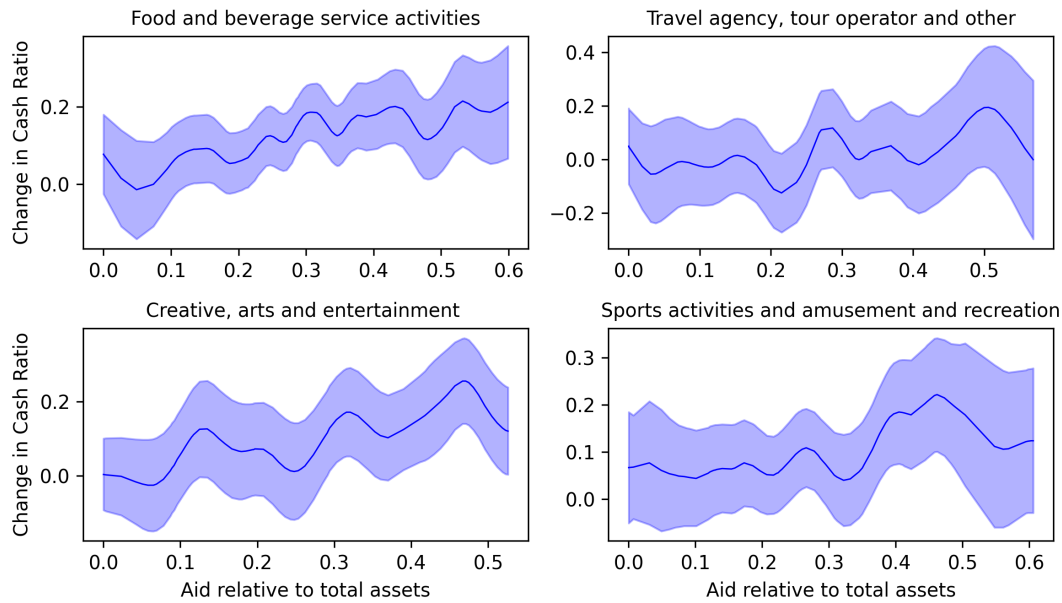 Food and beverage service activities
Change in Cash Ratio
0.2
0.0
0.0 0.1 0.2 0.3 0.4 0.5 0.6
Travel agency, tour operator and other
0.4
0.2
0.0
−0.2
0.0 0.1 0.2 0.3 0.4 0.5
Creative, arts and entertainment
Change in Cash Ratio
0.2
0.0
0.0 0.1 0.2 0.3 0.4 0.5
Aid relative to total assets
Sports activities and amusement and recreation
0.3
0.2
0.1
0.0
0.0 0.1 0.2 0.3 0.4 0.5 0.6
Aid relative to total assets